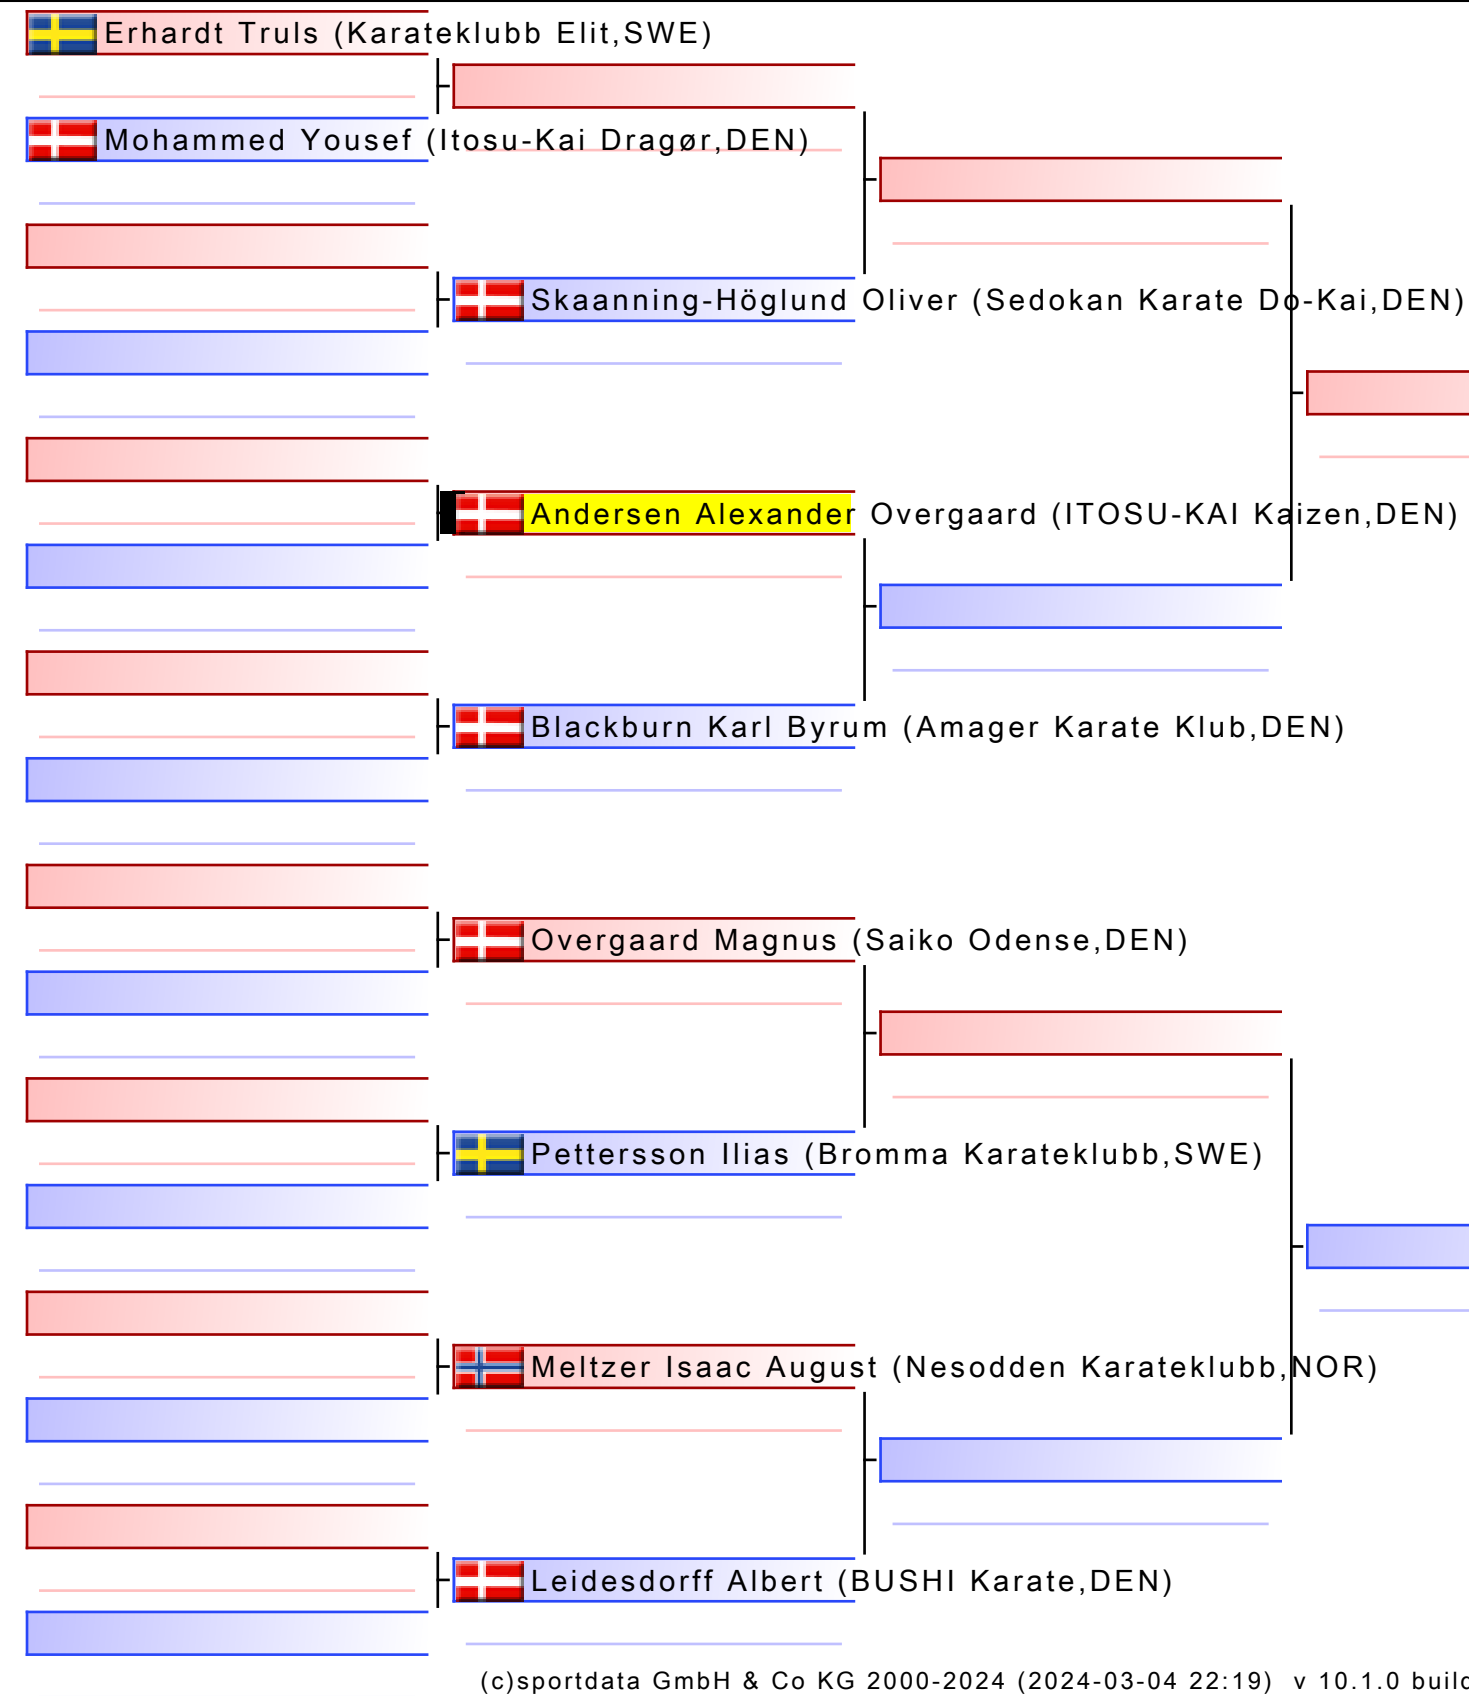 Erhardt Truls (Karateklubb Elit,SWE)
Mohammed Yousef (Itosu-Kai Dragør,DEN)
Skaanning-Höglund Oliver (Sedokan Karate Do-Kai,DEN)
Andersen Alexander Overgaard (ITOSU-KAI Kaizen,DEN)
Blackburn Karl Byrum (Amager Karate Klub,DEN)
Overgaard Magnus (Saiko Odense,DEN)
Pettersson Ilias (Bromma Karateklubb,SWE)
Meltzer Isaac August (Nesodden Karateklubb,NOR)
Leidesdorff Albert (BUSHI Karate,DEN)
(c)sportdata GmbH & Co KG 2000-2024 (2024-03-04 22:19) v 10.1.0 build